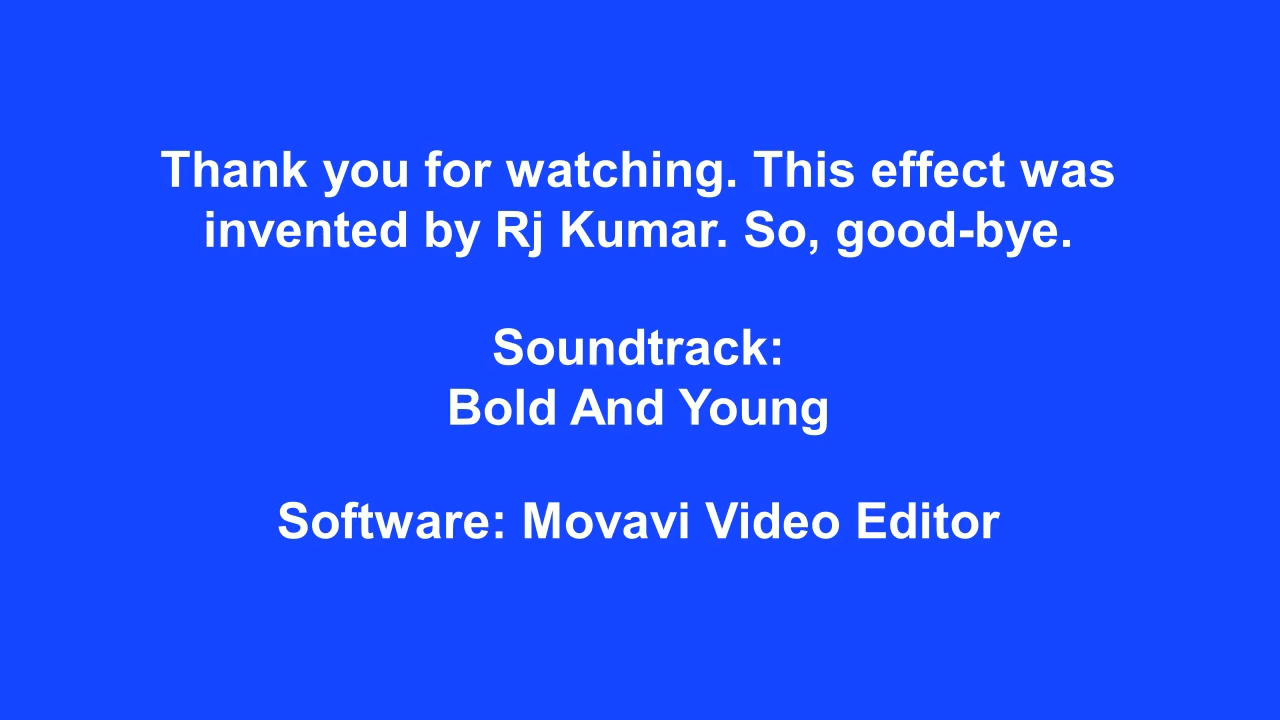 Thank you for watching. This effect was
invented by Rj Kumar. So, good-bye.
Soundtrack:
Bold And Young
Software: Movavi Video Editor